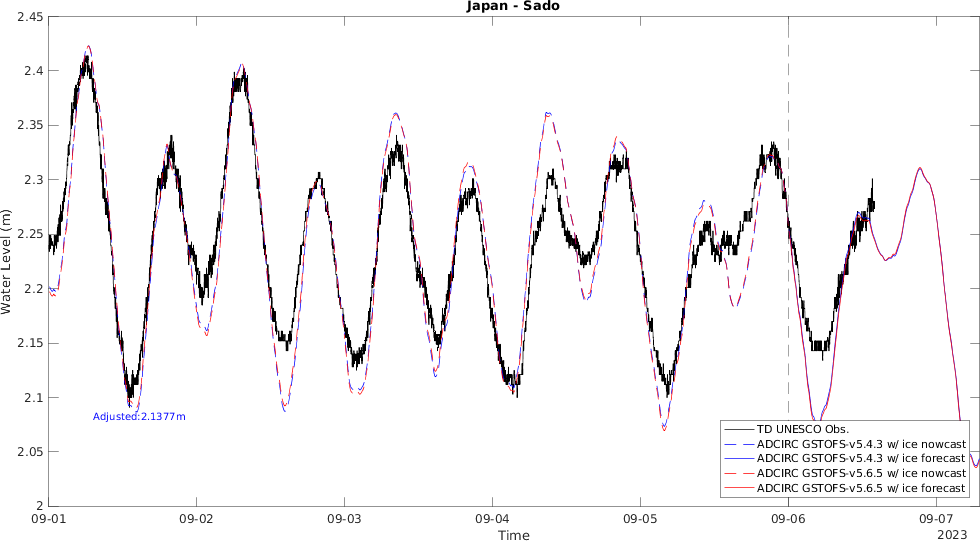 Japan - Sado
2.45
2.4
2.35
2.3
2.25
2.2
2.15
2.1
2.05
2
Water Level (m)
Adjusted:2.1377m
TD UNESCO Obs.
ADCIRC GSTOFS-v5.4.3 w/ ice nowcast
ADCIRC GSTOFS-v5.4.3 w/ ice forecast
ADCIRC GSTOFS-v5.6.5 w/ ice nowcast
ADCIRC GSTOFS-v5.6.5 w/ ice forecast
09-01 09-02 09-03 09-04 09-05 09-06 09-07
Time
2023